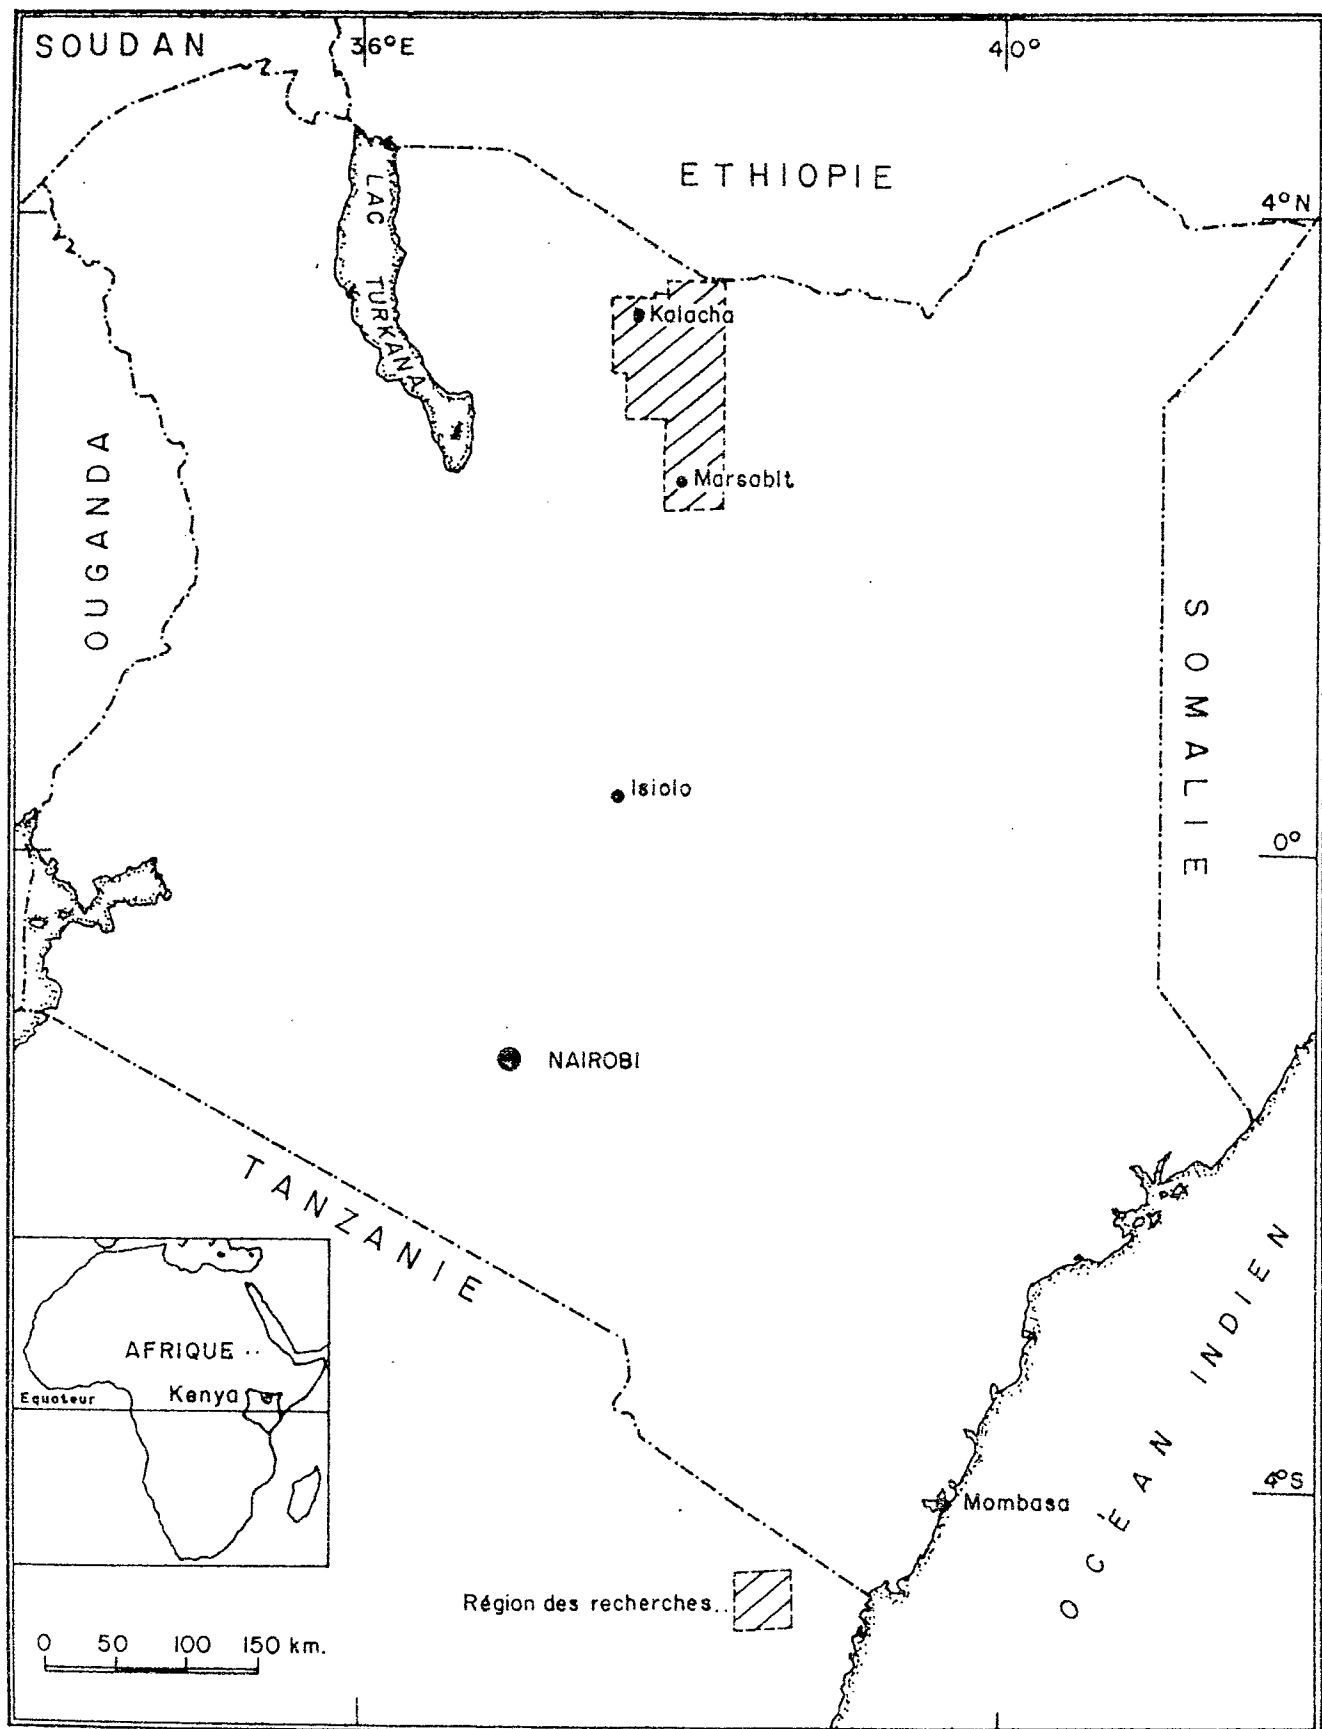 SOUDAN
36°E
40°
ETHIOPIE
4°N
LAC TURKANA
Kalacha
Marsabit
OUGANDA
SOMALIE
Isiolo
0°
NAIROBI
TANZANIE
AFRIQUE
Equateur
Kenya
4°S
Mombasa
OCÉAN INDIEN
Région des recherches..
0 50 100 150 km.